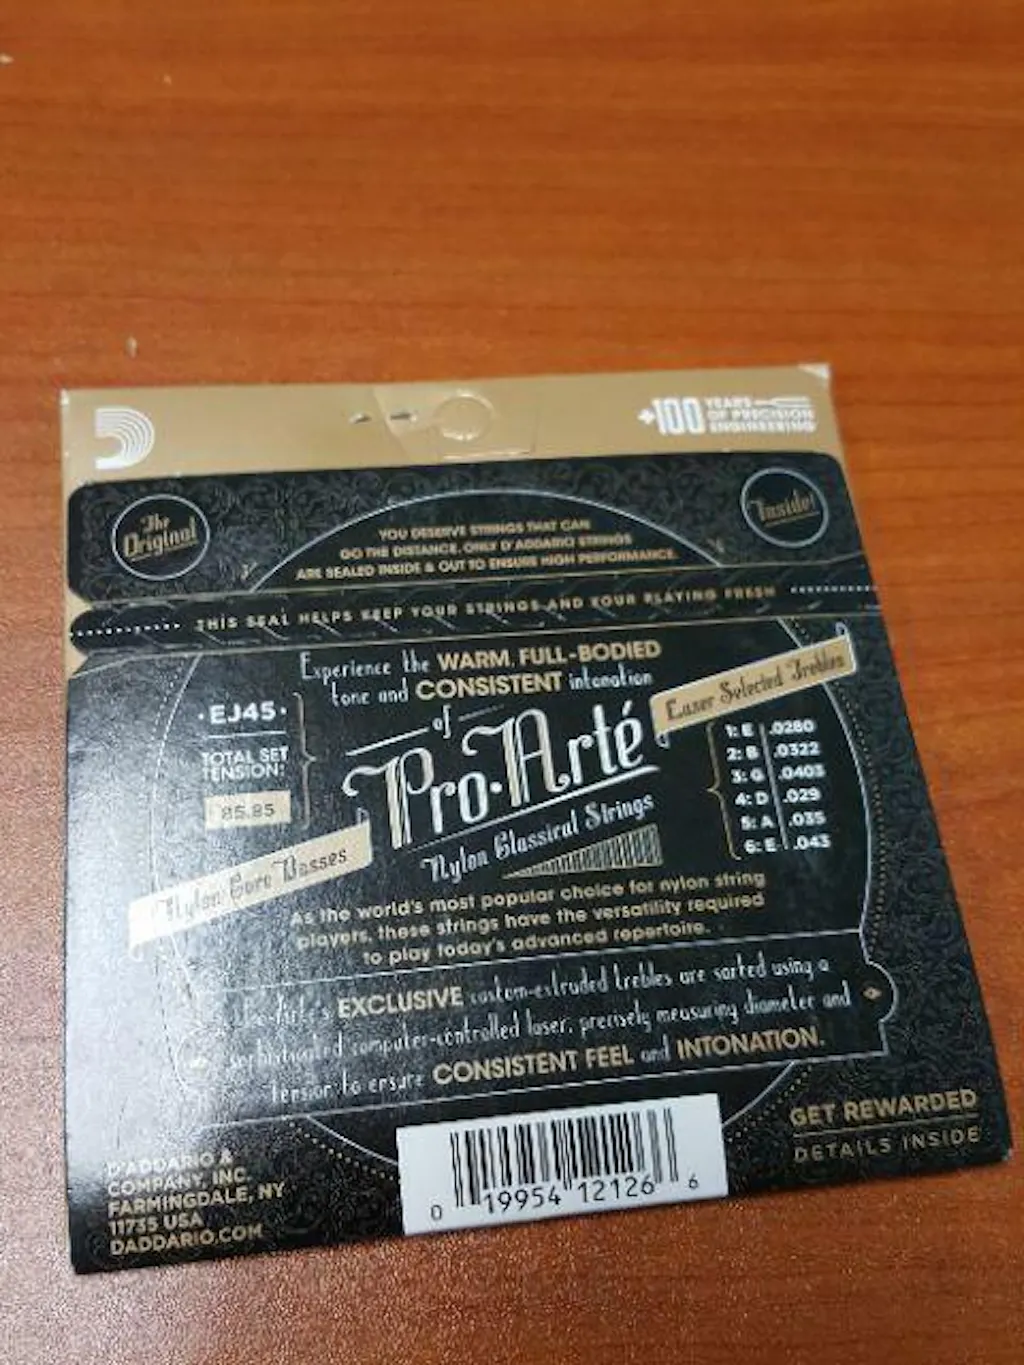 +100 YEARS
OF PRECISION
ENGINEERING
The
Original
Inside!
YOU DESERVE STRINGS THAT CAN
GO THE DISTANCE. ONLY D'ADDARIO STRINGS
ARE SEALED INSIDE & OUT TO ENSURE HIGH PERFORMANCE.
THIS SEAL HELPS KEEP YOUR STRINGS AND YOUR PLAYING FRESH
Experience the WARM, FULL-BODIED
tone and CONSISTENT intonation
of
Pro·Arté
Nylon Classical Strings
·EJ45·
TOTAL SET
TENSION:
85.85
Nylon Core Basses
Laser Selected Trebles
1: E .0280
2: B .0322
3: G .0403
4: D .029
5: A .035
6: E .043
As the world's most popular choice for nylon string
players, these strings have the versatility required
to play today's advanced repertoire.
Pro-Arté's EXCLUSIVE custom-extruded trebles are sorted using a
sophisticated computer-controlled laser, precisely measuring diameter and
tension to ensure CONSISTENT FEEL and INTONATION.
GET REWARDED
DETAILS INSIDE
D'ADDARIO &
COMPANY, INC.
FARMINGDALE, NY
11735 USA
DADDARIO.COM
0 19954 12126 6